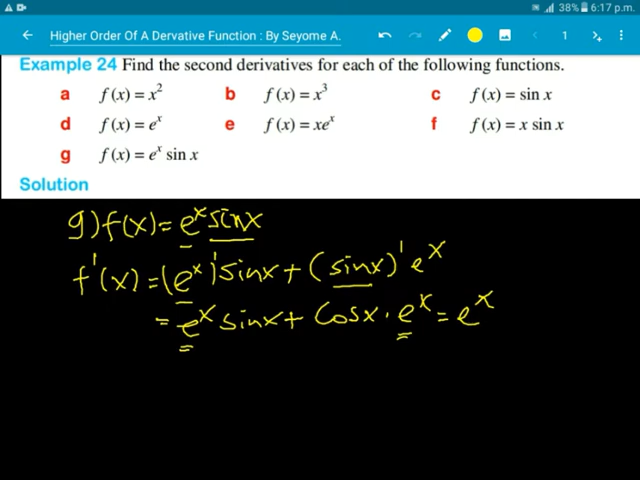 38% 6:17 p.m.
Higher Order Of A Dervative Function : By Seyome A. 1
Example 24 Find the second derivatives for each of the following functions.
a f(x) = x² b f(x) = x³ c f(x) = sin x
d f(x) = eˣ e f(x) = xeˣ f f(x) = x sin x
g f(x) = eˣ sin x
Solution
g) f(x) = eˣ sinx
f'(x) = (eˣ)' sinx + (sinx)' eˣ
= eˣ sinx + Cosx · eˣ = eˣ